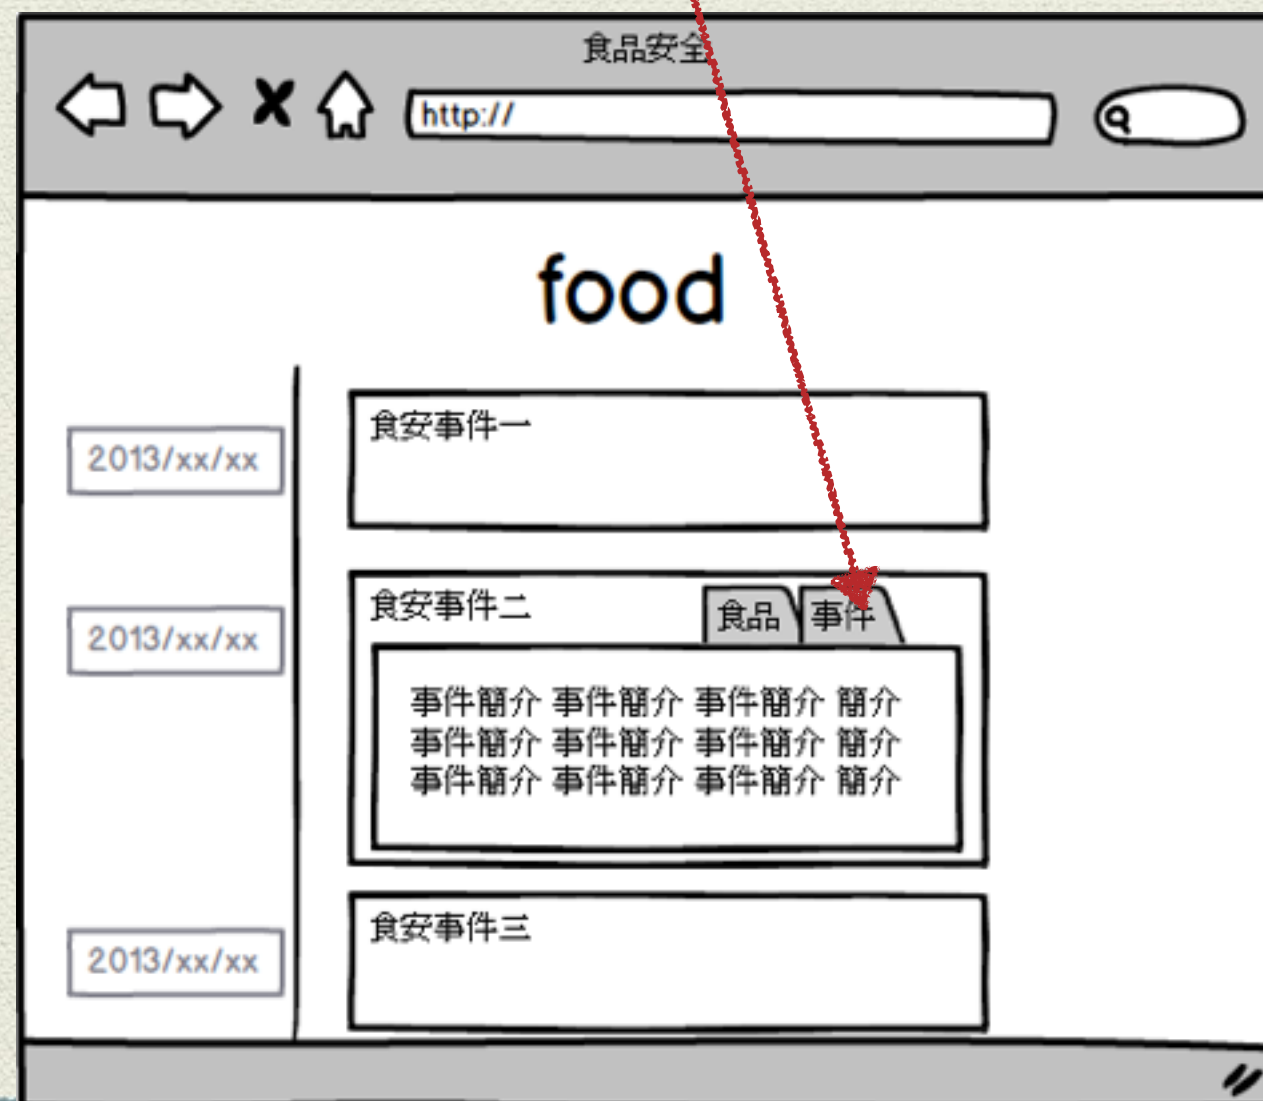 食品安全
http://
food
2013/xx/xx
食安事件一
2013/xx/xx
食安事件二
食品
事件
事件簡介 事件簡介 事件簡介 簡介
事件簡介 事件簡介 事件簡介 簡介
事件簡介 事件簡介 事件簡介 簡介
2013/xx/xx
食安事件三